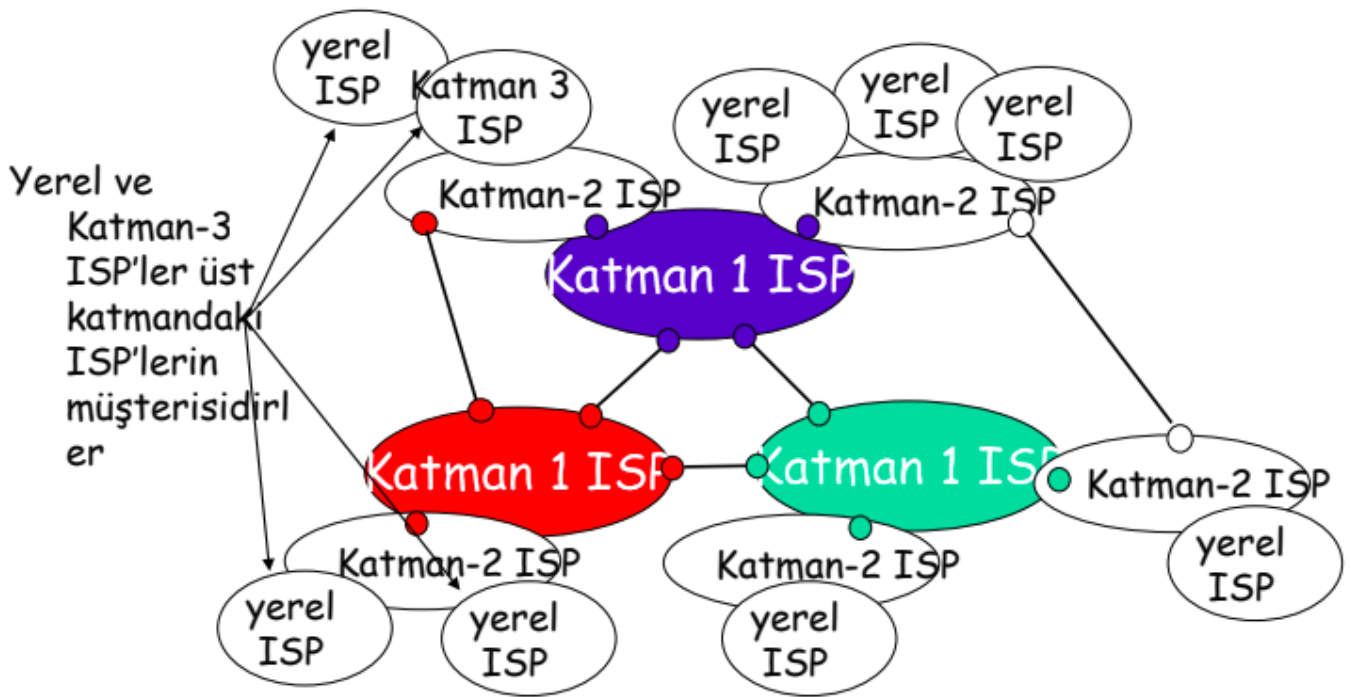 yerel
ISP
Katman 3
ISP
yerel
ISP
yerel
ISP
yerel
ISP
Yerel ve
Katman-3
ISP'ler üst
katmandaki
ISP'lerin
müşterisidirl
er
Katman-2 ISP
Katman-2 ISP
Katman 1 ISP
Katman 1 ISP
Katman 1 ISP
Katman-2 ISP
Katman-2 ISP
Katman-2 ISP
yerel
ISP
yerel
ISP
yerel
ISP
yerel
ISP